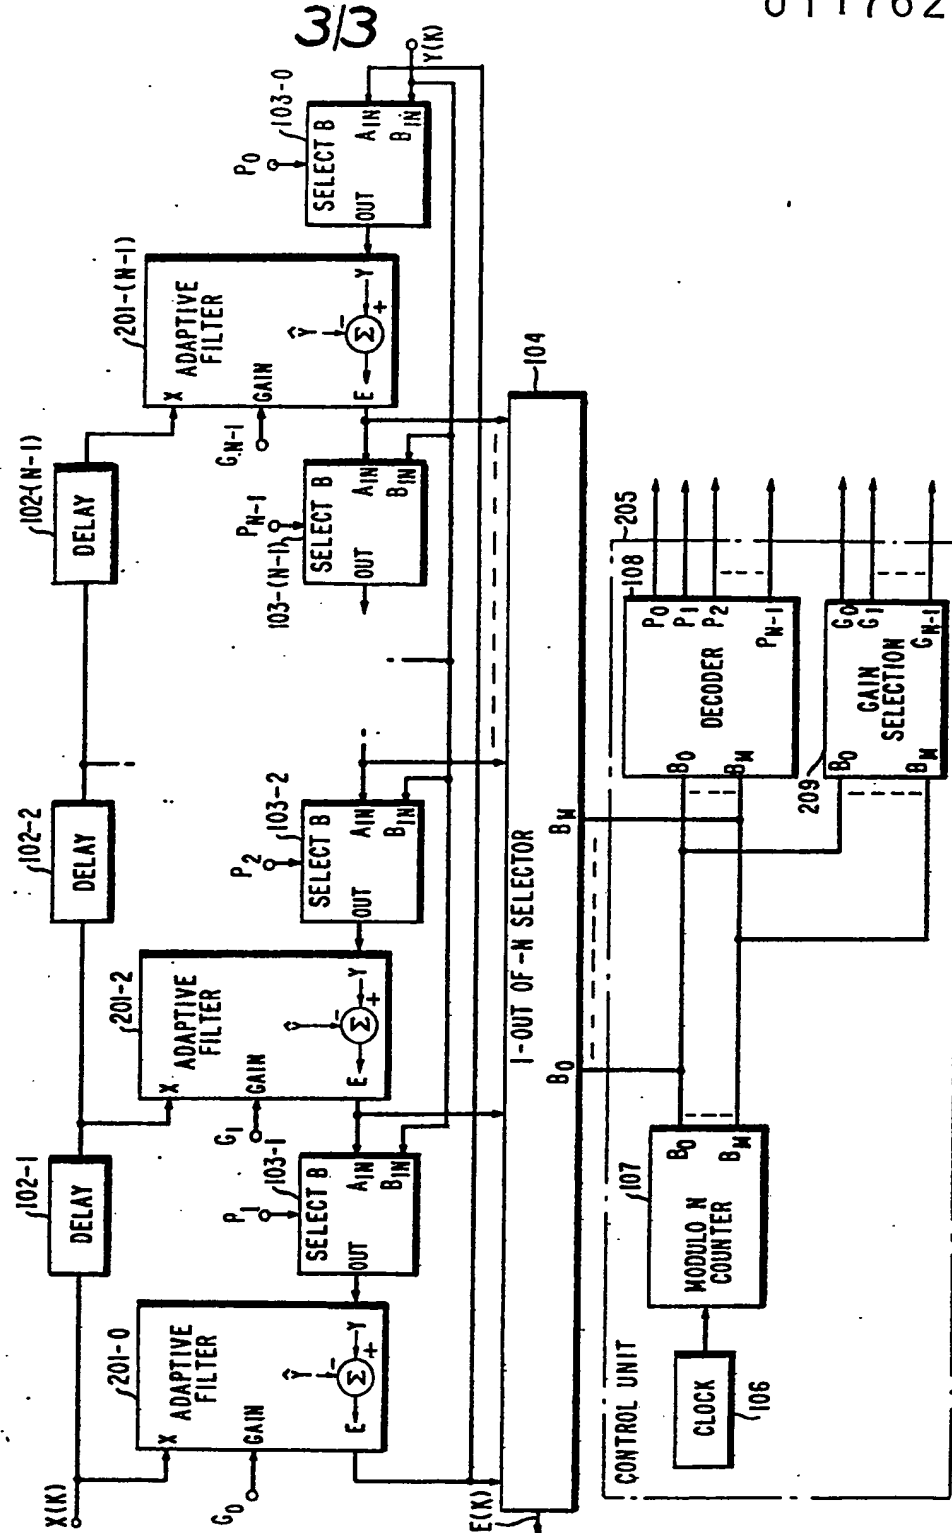 3/3
011762
X(K)
102-1
DELAY
102-2
DELAY
102-(N-1)
DELAY
201-0
X
ADAPTIVE
FILTER
GAIN
G0
Ŷ
-
+
Σ
E
Y
P1
103-1
SELECT B
OUT
AIN
BIN
201-2
X
ADAPTIVE
FILTER
GAIN
G1
-
+
Σ
E
Y
P2
103-2
SELECT B
OUT
AIN
BIN
PN-1
103-(N-1)
SELECT B
OUT
AIN
BIN
201-(N-1)
X
ADAPTIVE
FILTER
GAIN
GN-1
Ŷ
-
+
Σ
E
Y
P0
103-0
SELECT B
OUT
AIN
BIN
Y(K)
E(K)
1-OUT OF-N SELECTOR
104
B0
BM
CONTROL UNIT
205
CLOCK
106
107
MODULO N
COUNTER
B0
BM
108
DECODER
B0
BM
P0
P1
P2
PN-1
209
GAIN
SELECTION
B0
BM
G0
G1
GN-1